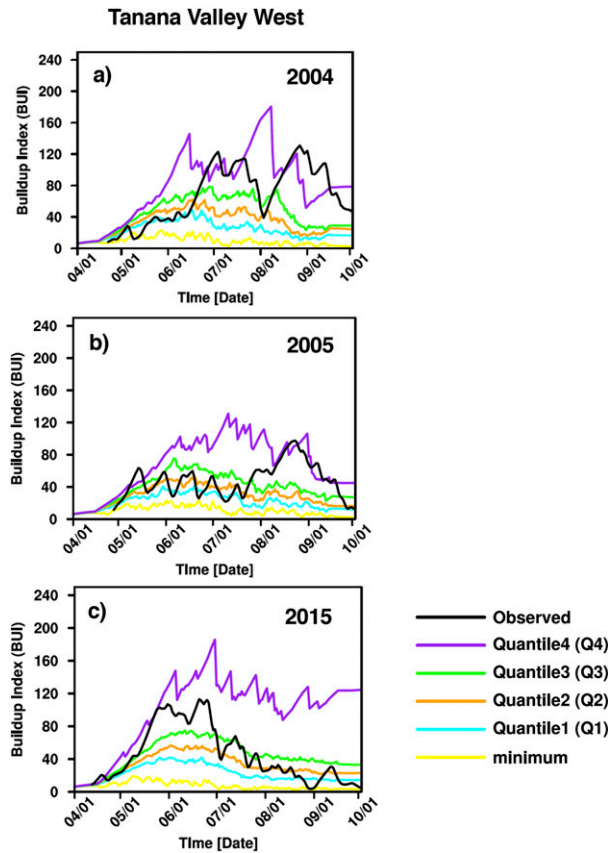 Tanana Valley West
a)
2004
Buildup Index (BUI)
240
200
160
120
80
40
0
04/01
05/01
06/01
07/01
08/01
09/01
10/01
TIme [Date]
b)
2005
Buildup Index (BUI)
240
200
160
120
80
40
0
04/01
05/01
06/01
07/01
08/01
09/01
10/01
TIme [Date]
c)
2015
Buildup Index (BUI)
240
200
160
120
80
40
0
04/01
05/01
06/01
07/01
08/01
09/01
10/01
TIme [Date]
Observed
Quantile4 (Q4)
Quantile3 (Q3)
Quantile2 (Q2)
Quantile1 (Q1)
minimum